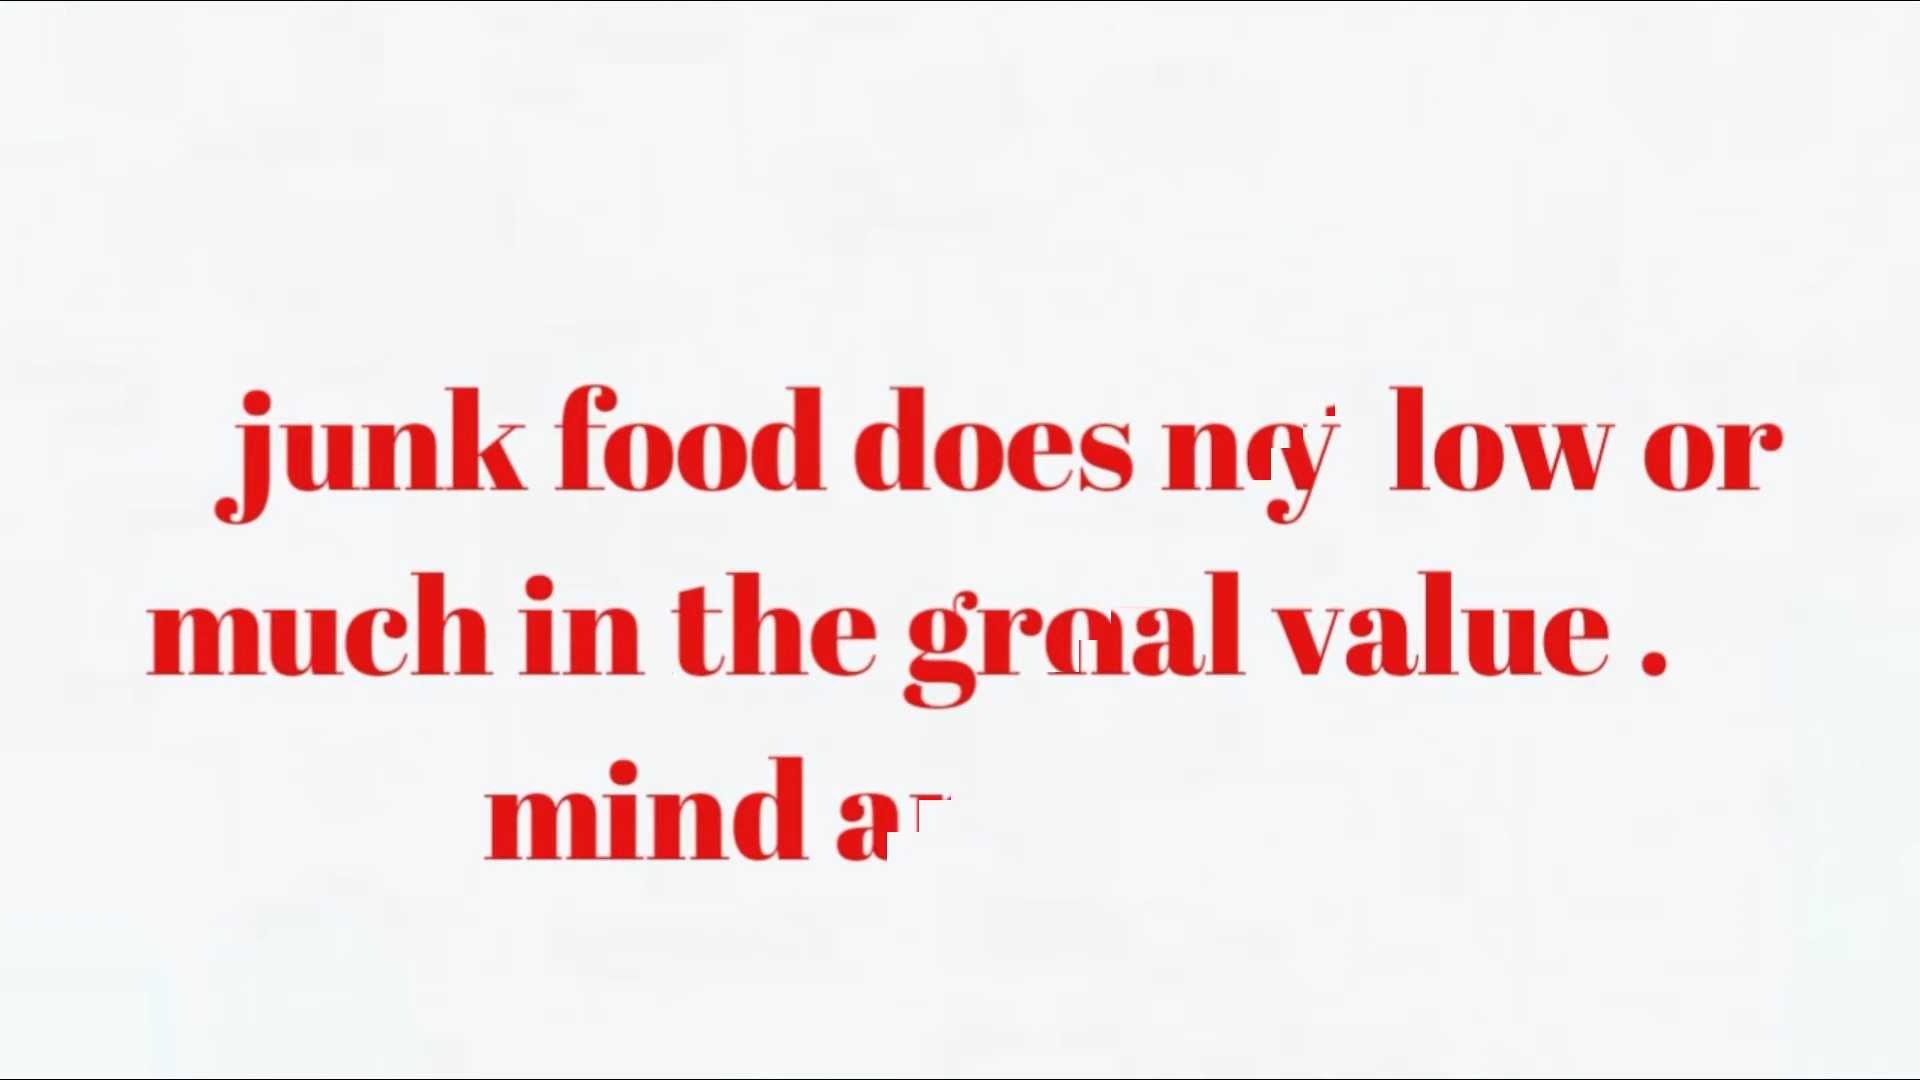 junk food does low or
much in the value .
mind